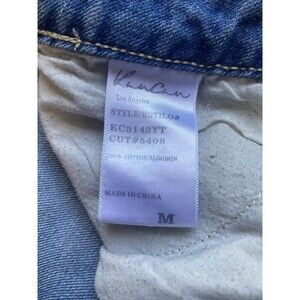 KanCan
Los Angeles
STYLE/ESTILO#
KC5142YT
CUT#5408
100% COTTON/ALGODON
MADE IN CHINA
M